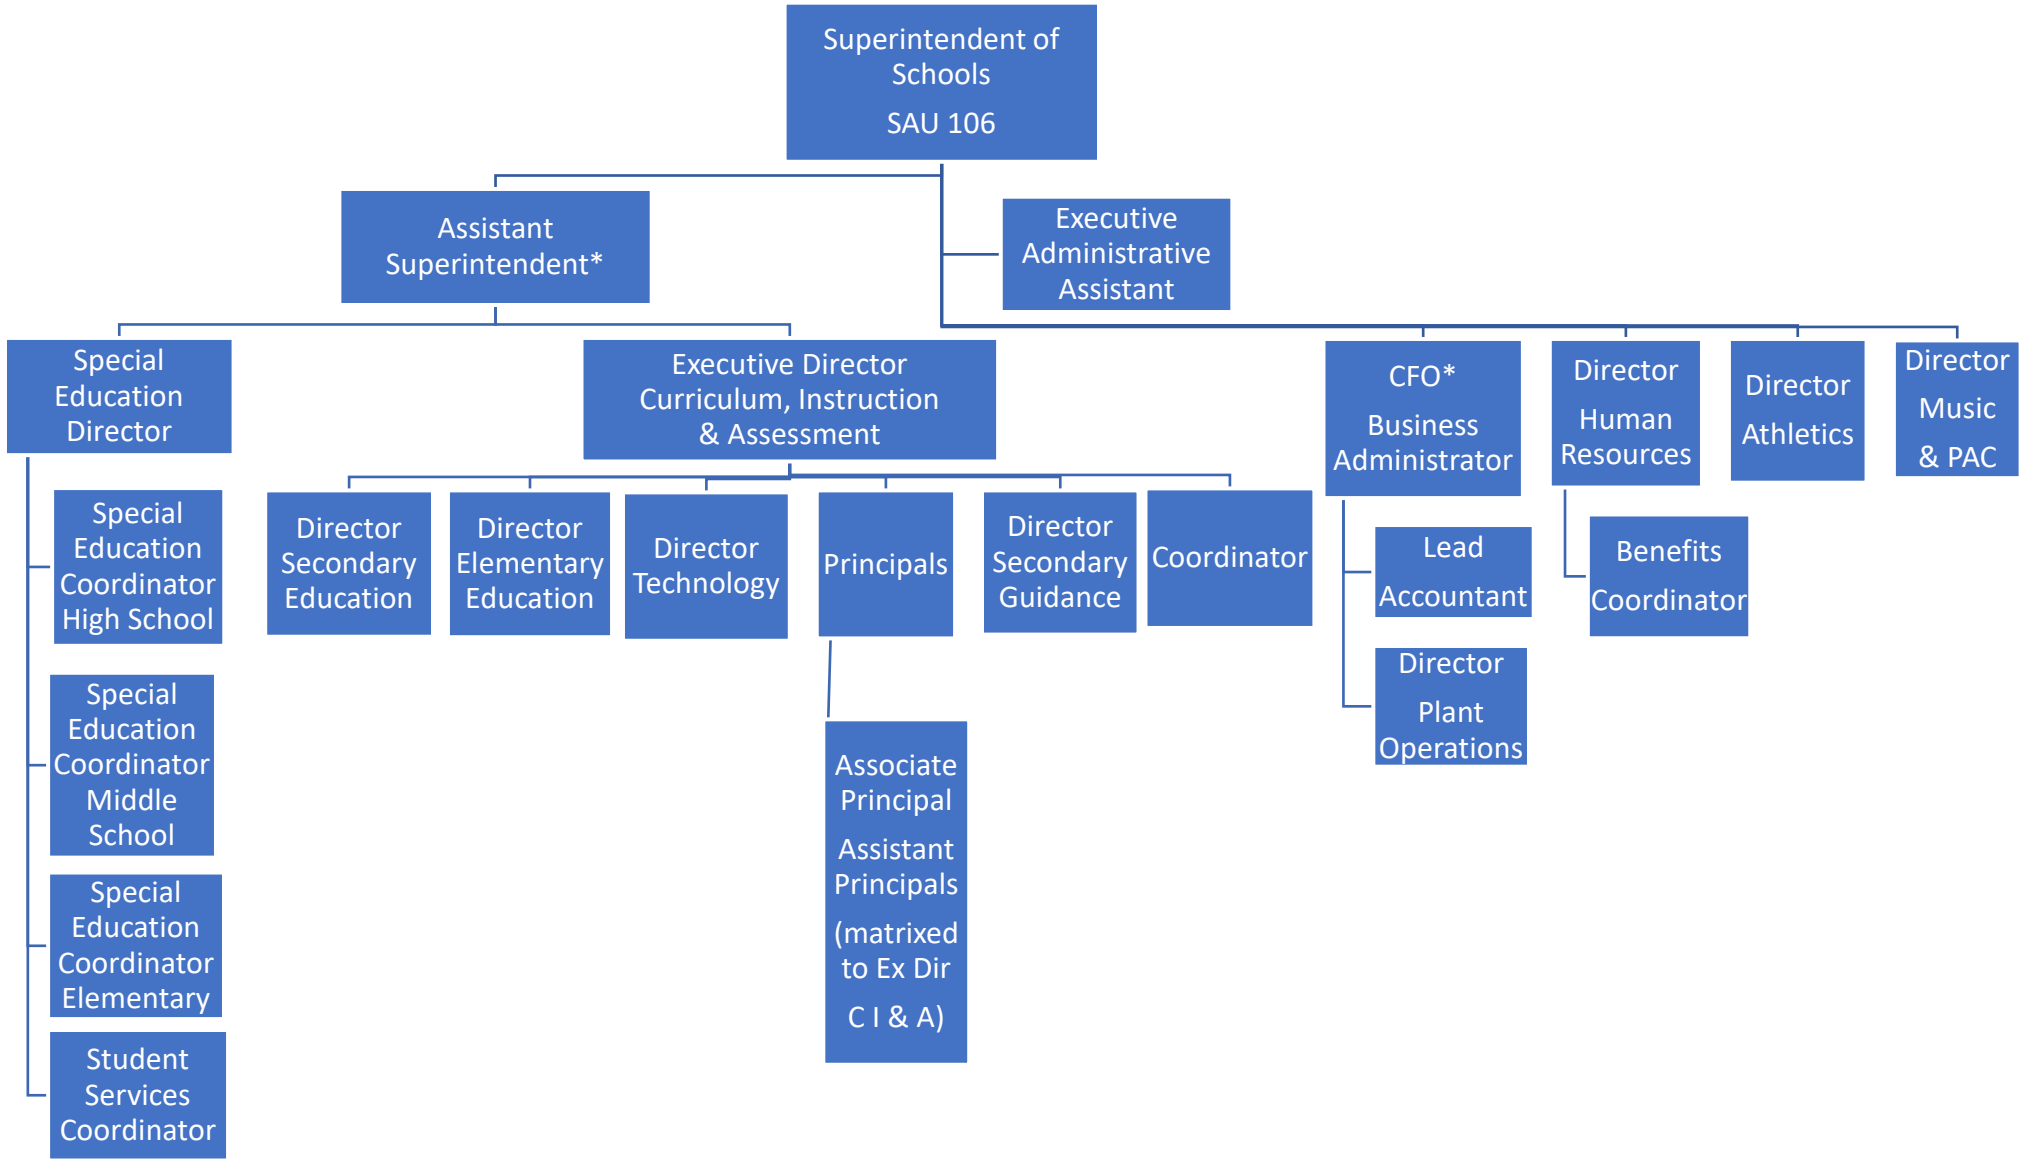 Superintendent of
Schools
SAU 106
Assistant
Superintendent*
Executive
Administrative
Assistant
Special
Education
Director
Executive Director
Curriculum, Instruction
& Assessment
CFO*
Business
Administrator
Director
Human
Resources
Director
Athletics
Director
Music
& PAC
Special
Education
Coordinator
High School
Special
Education
Coordinator
Middle
School
Special
Education
Coordinator
Elementary
Student
Services
Coordinator
Director
Secondary
Education
Director
Elementary
Education
Director
Technology
Principals
Director
Secondary
Guidance
Coordinator
Associate
Principal
Assistant
Principals
(matrixed
to Ex Dir
C I & A)
Lead
Accountant
Director
Plant
Operations
Benefits
Coordinator